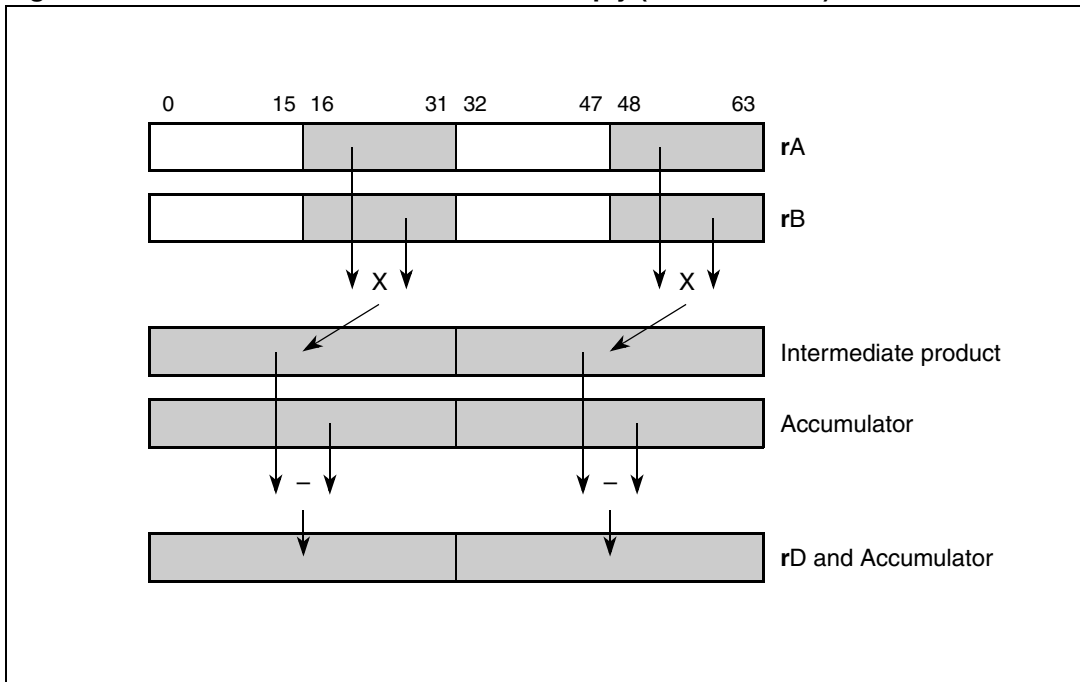 0 15 16 31 32 47 48 63
rA
rB
X X
Intermediate product
Accumulator
– –
rD and Accumulator